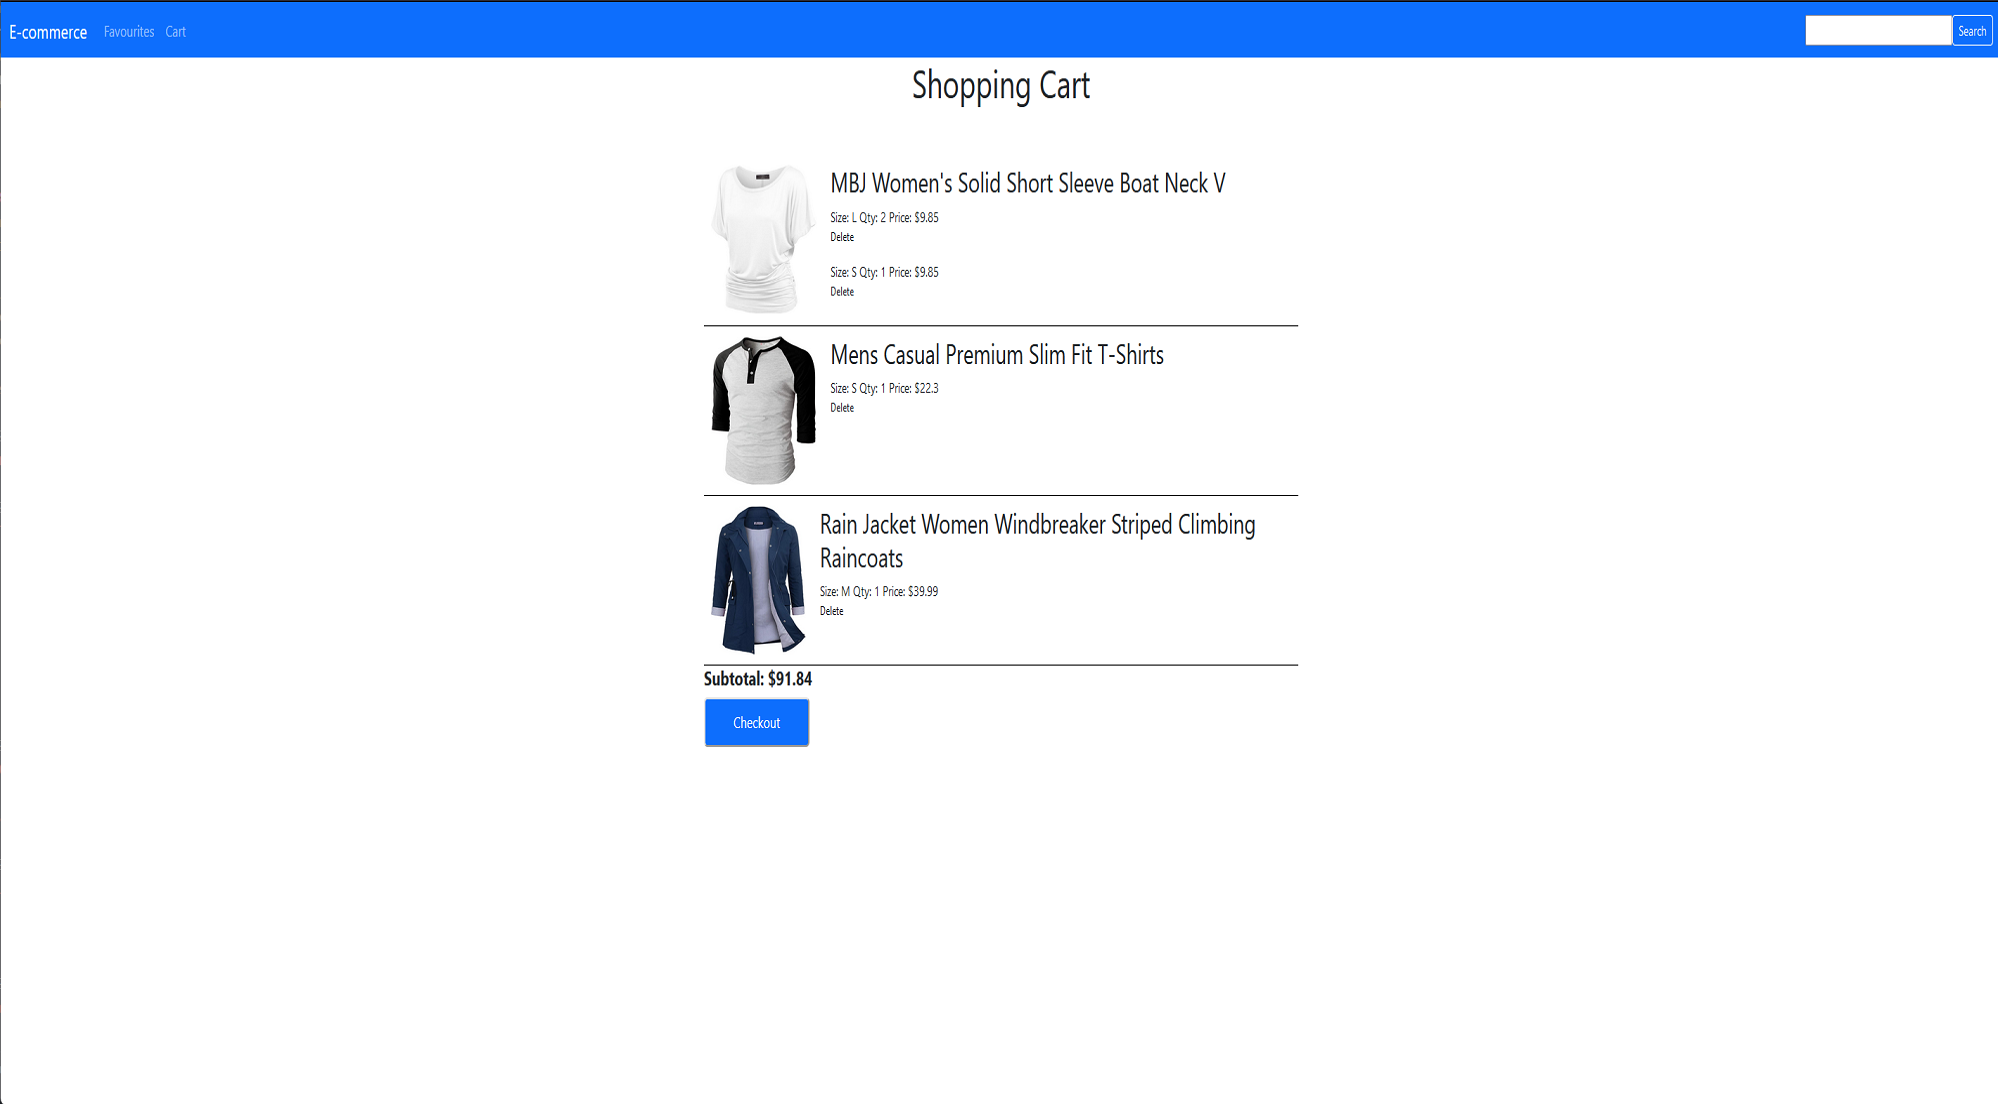 E-commerce Favourites Cart Search
Shopping Cart
MBJ Women's Solid Short Sleeve Boat Neck V
Size: L Qty: 2 Price: $9.85
Delete
Size: S Qty: 1 Price: $9.85
Delete
Mens Casual Premium Slim Fit T-Shirts
Size: S Qty: 1 Price: $22.3
Delete
Rain Jacket Women Windbreaker Striped Climbing
Raincoats
Size: M Qty: 1 Price: $39.99
Delete
Subtotal: $91.84
Checkout